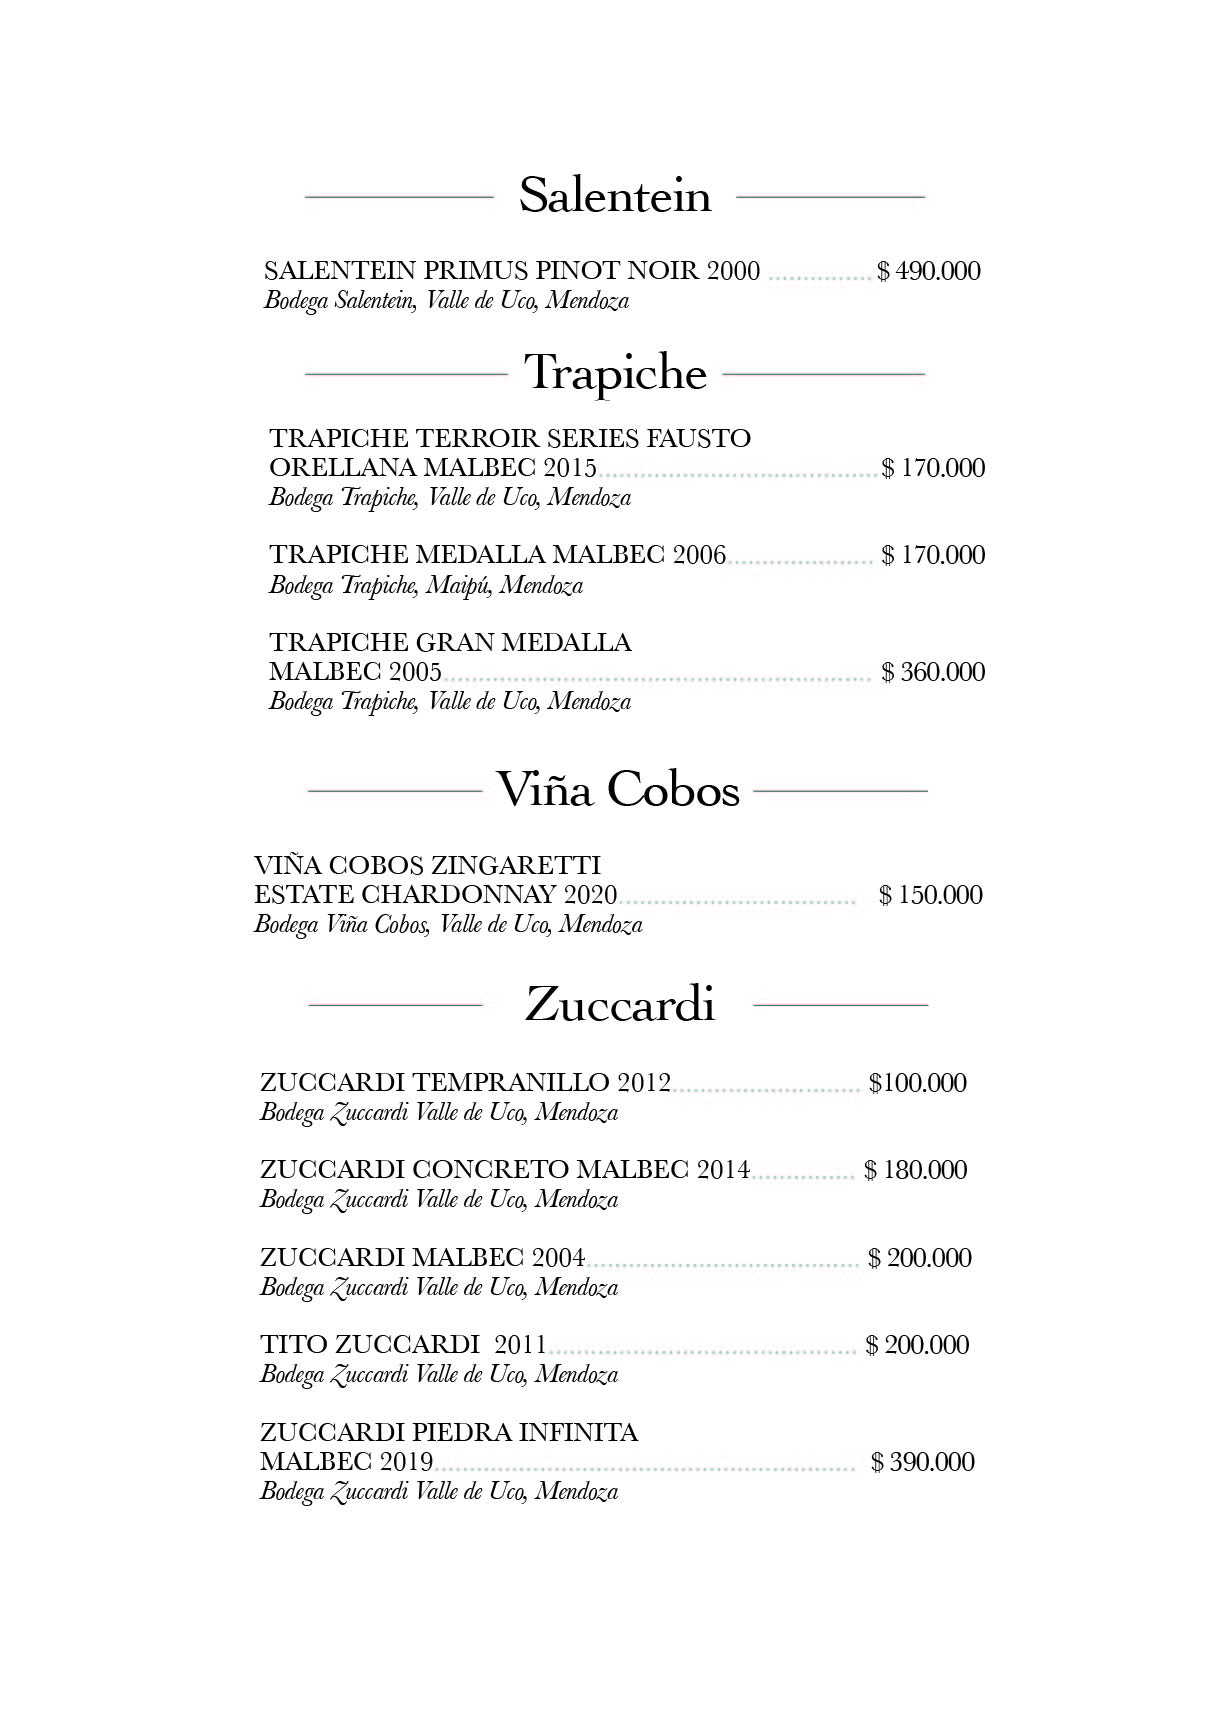 Salentein
SALENTEIN PRIMUS PINOT NOIR 2000 ............... $ 490.000
Bodega Salentein, Valle de Uco, Mendoza
Trapiche
TRAPICHE TERROIR SERIES FAUSTO
ORELLANA MALBEC 2015........................................ $ 170.000
Bodega Trapiche, Valle de Uco, Mendoza
TRAPICHE MEDALLA MALBEC 2006..................... $ 170.000
Bodega Trapiche, Maipú, Mendoza
TRAPICHE GRAN MEDALLA
MALBEC 2005............................................................. $ 360.000
Bodega Trapiche, Valle de Uco, Mendoza
Viña Cobos
VIÑA COBOS ZINGARETTI
ESTATE CHARDONNAY 2020.................................. $ 150.000
Bodega Viña Cobos, Valle de Uco, Mendoza
Zuccardi
ZUCCARDI TEMPRANILLO 2012........................... $100.000
Bodega Zuccardi Valle de Uco, Mendoza
ZUCCARDI CONCRETO MALBEC 2014............... $ 180.000
Bodega Zuccardi Valle de Uco, Mendoza
ZUCCARDI MALBEC 2004....................................... $ 200.000
Bodega Zuccardi Valle de Uco, Mendoza
TITO ZUCCARDI  2011............................................ $ 200.000
Bodega Zuccardi Valle de Uco, Mendoza
ZUCCARDI PIEDRA INFINITA
MALBEC 2019............................................................ $ 390.000
Bodega Zuccardi Valle de Uco, Mendoza